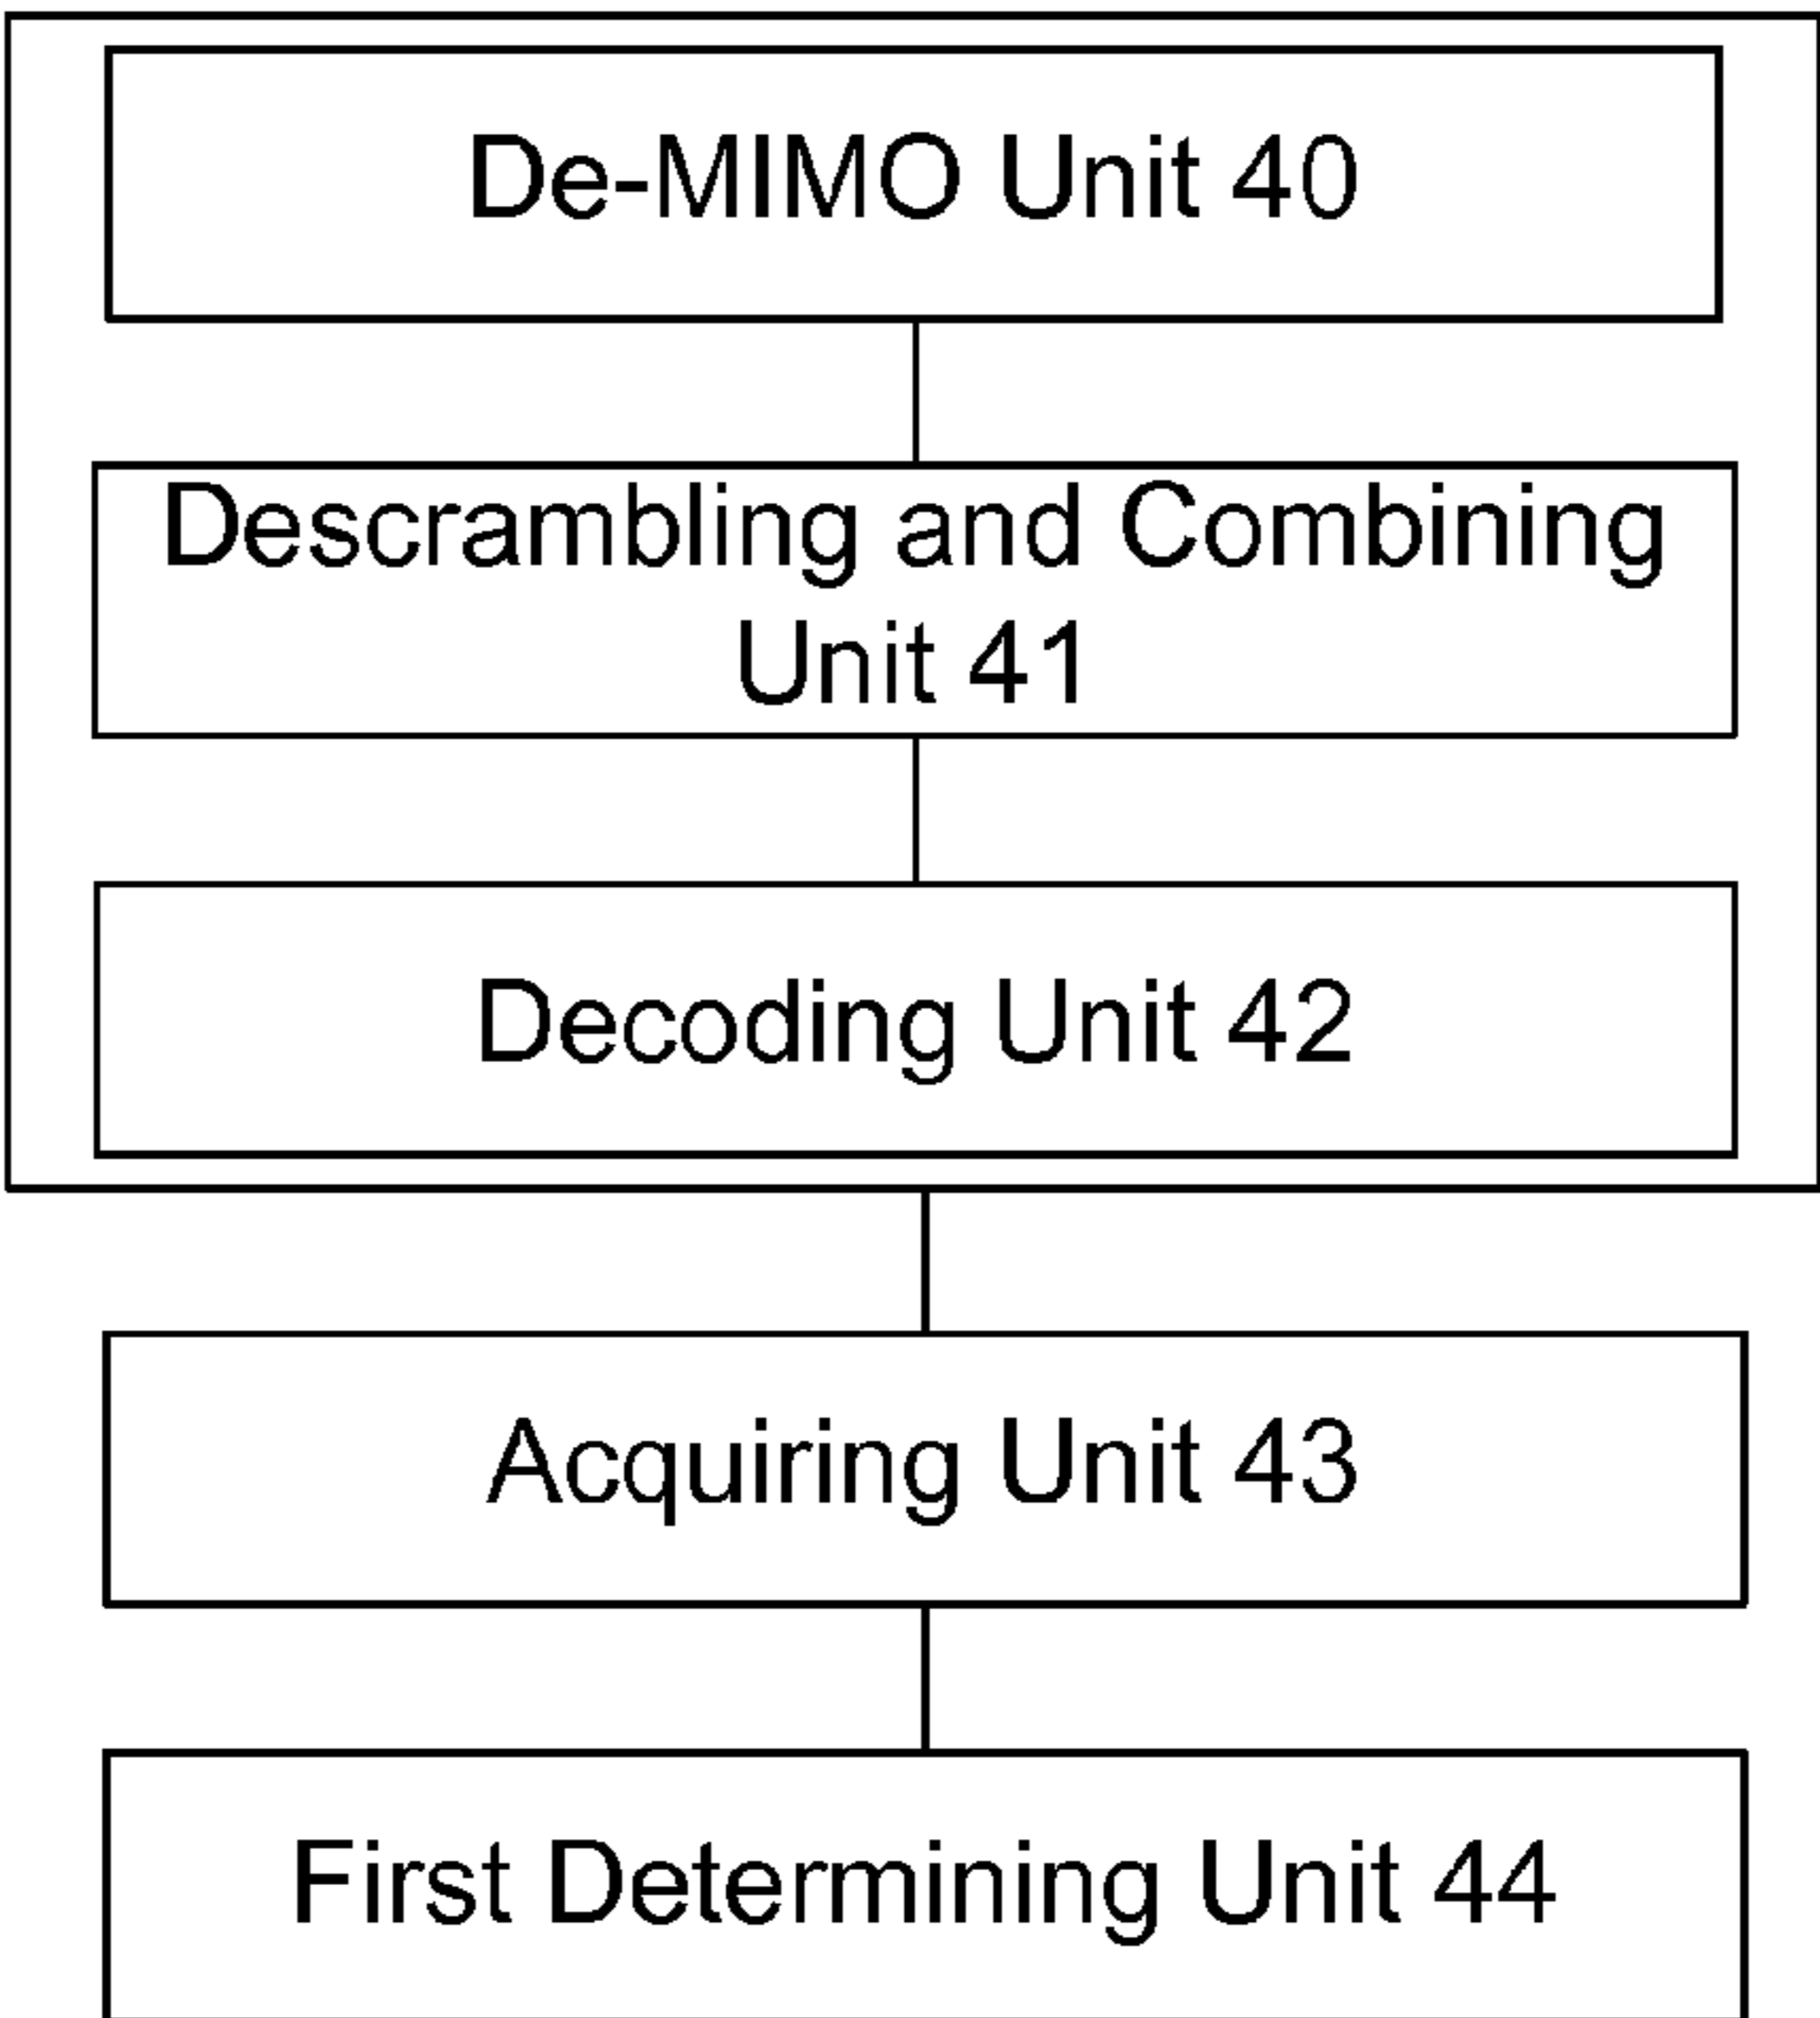 De-MIMO Unit 40
Descrambling and Combining
Unit 41
Decoding Unit 42
Acquiring Unit 43
First Determining Unit 44